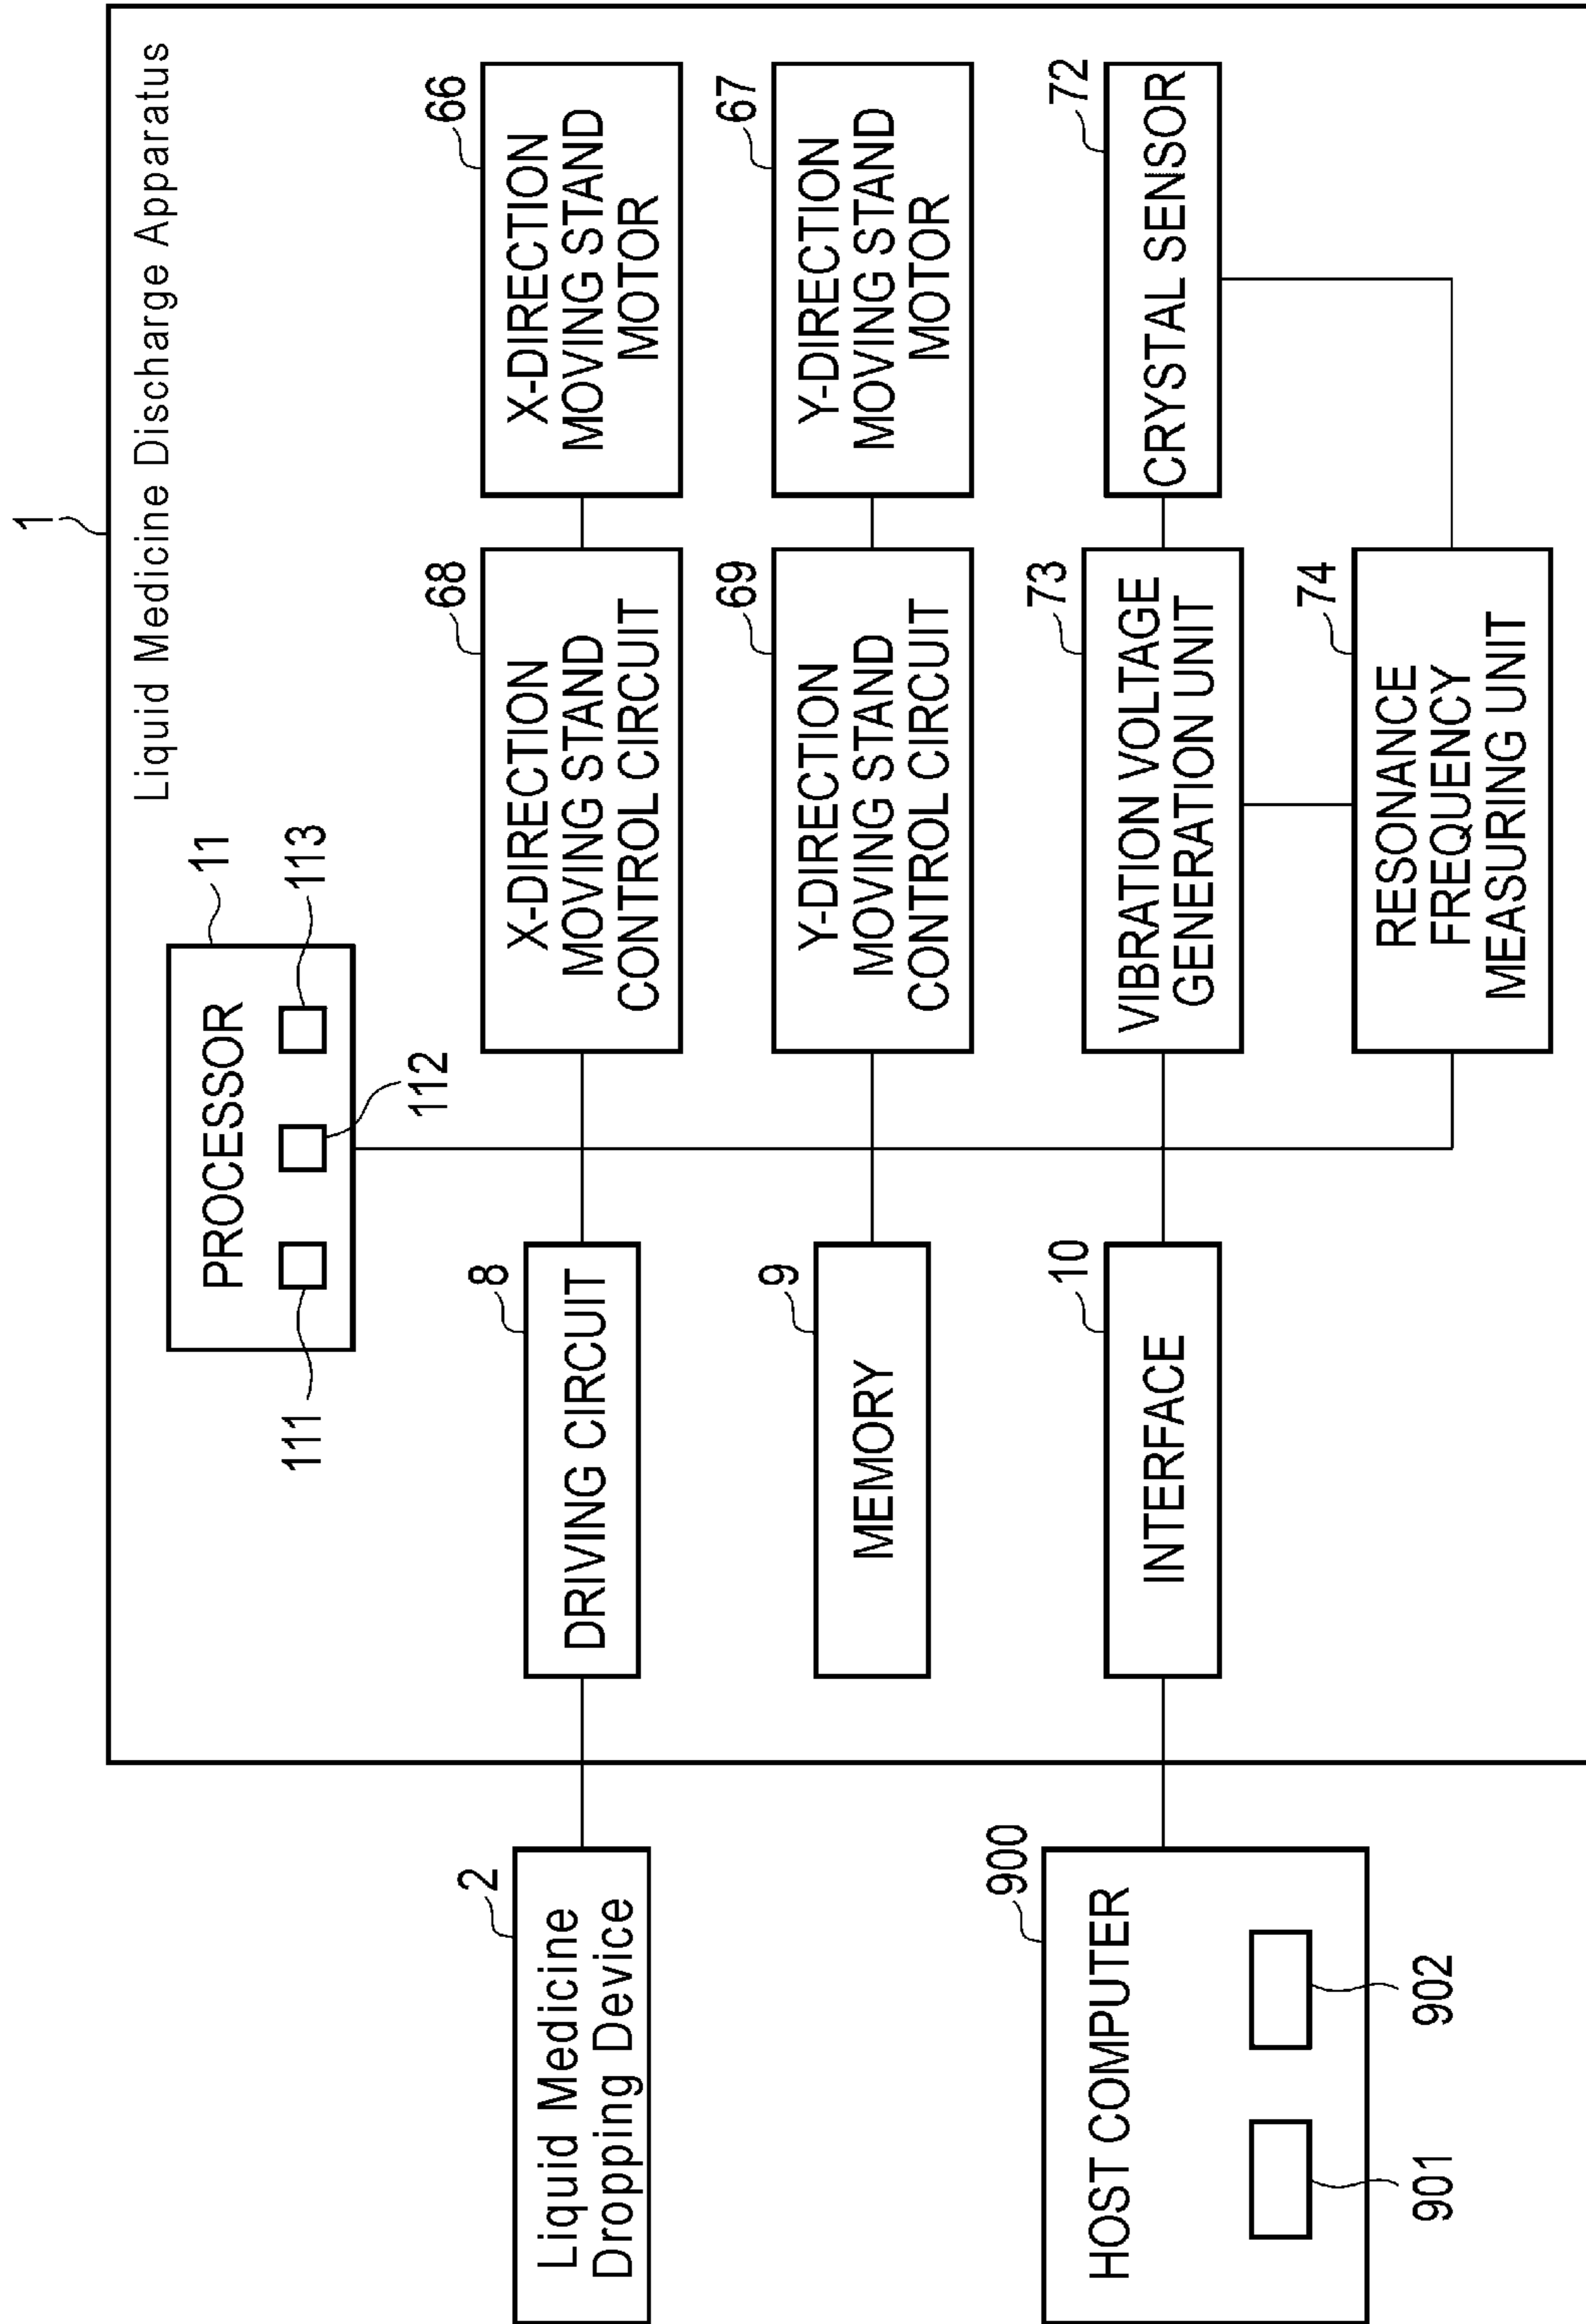 1
Liquid Medicine Discharge Apparatus
11
PROCESSOR
111
112
113
2
Liquid Medicine
Dropping Device
8
DRIVING CIRCUIT
68
X-DIRECTION
MOVING STAND
CONTROL CIRCUIT
66
X-DIRECTION
MOVING STAND
MOTOR
9
MEMORY
69
Y-DIRECTION
MOVING STAND
CONTROL CIRCUIT
67
Y-DIRECTION
MOVING STAND
MOTOR
900
HOST COMPUTER
901
902
10
INTERFACE
73
VIBRATION VOLTAGE
GENERATION UNIT
72
CRYSTAL SENSOR
74
RESONANCE
FREQUENCY
MEASURING UNIT